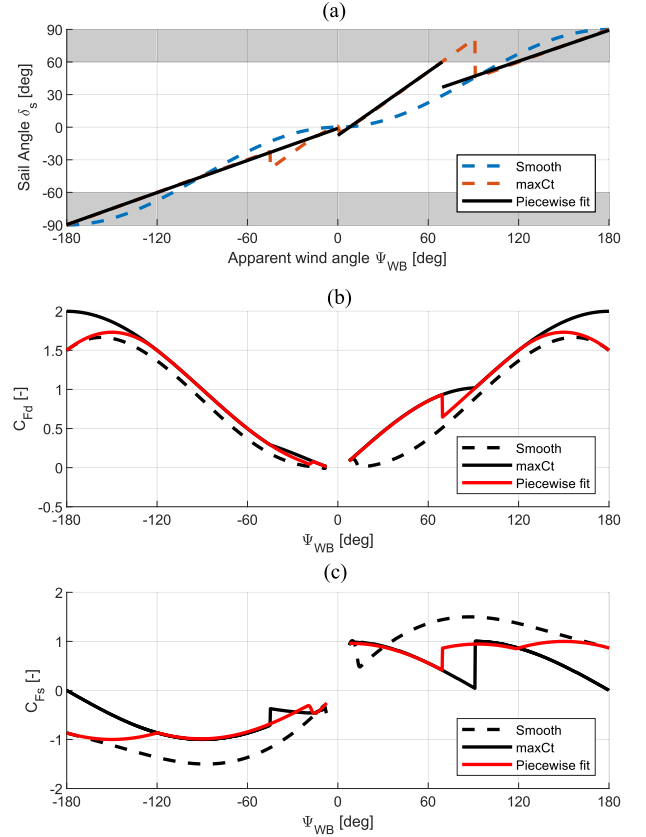 (a)
90
60
30
0
-30
-60
-90
Sail Angle δs [deg]
Smooth
maxCt
Piecewise fit
-180 -120 -60 0 60 120 180
Apparent wind angle ΨWB [deg]
(b)
2
1.5
1
0.5
0
-0.5
CFd [-]
Smooth
maxCt
Piecewise fit
-180 -120 -60 0 60 120 180
ΨWB [deg]
(c)
2
1
0
-1
-2
CFs [-]
Smooth
maxCt
Piecewise fit
-180 -120 -60 0 60 120 180
ΨWB [deg]